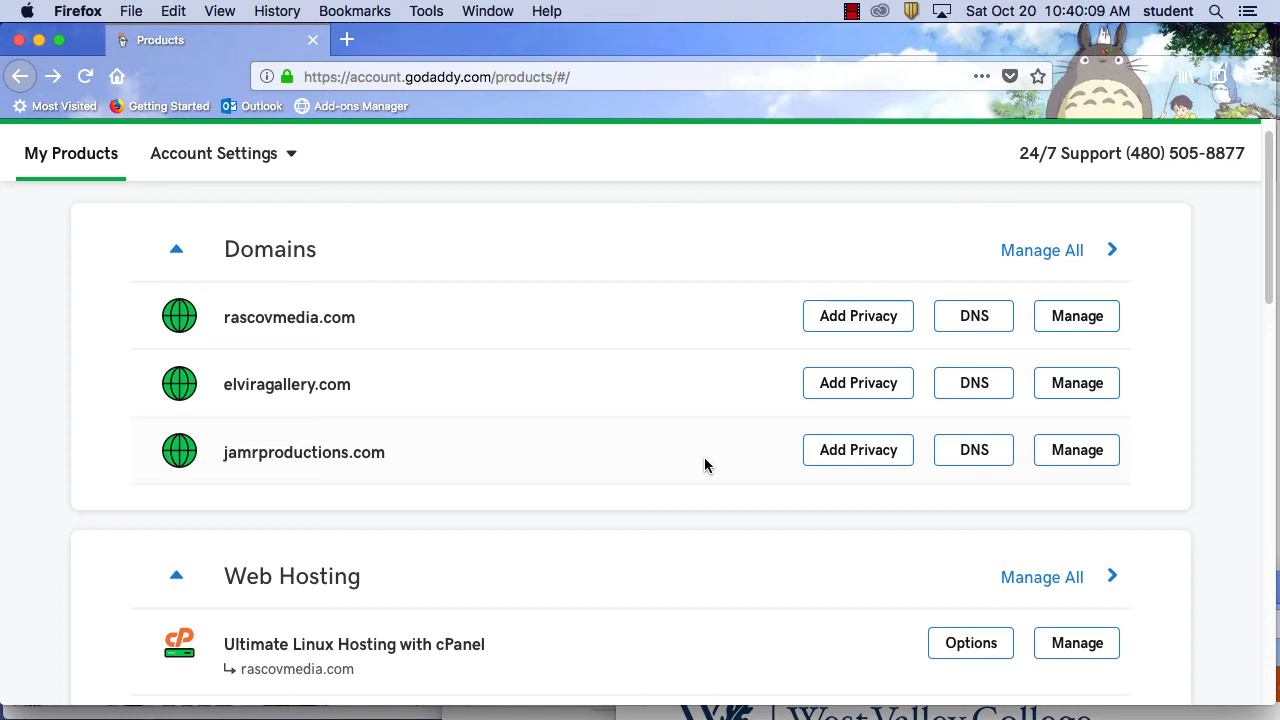 Firefox File Edit View History Bookmarks Tools Window Help Sat Oct 20 10:40:09 AM student
Products
https://account.godaddy.com/products/#/
Most Visited Getting Started Outlook Add-ons Manager
My Products Account Settings 24/7 Support (480) 505-8877
Domains Manage All
rascovmedia.com Add Privacy DNS Manage
elviragallery.com Add Privacy DNS Manage
jamrproductions.com Add Privacy DNS Manage
Web Hosting Manage All
cP Ultimate Linux Hosting with cPanel Options Manage
rascovmedia.com
West Valley College